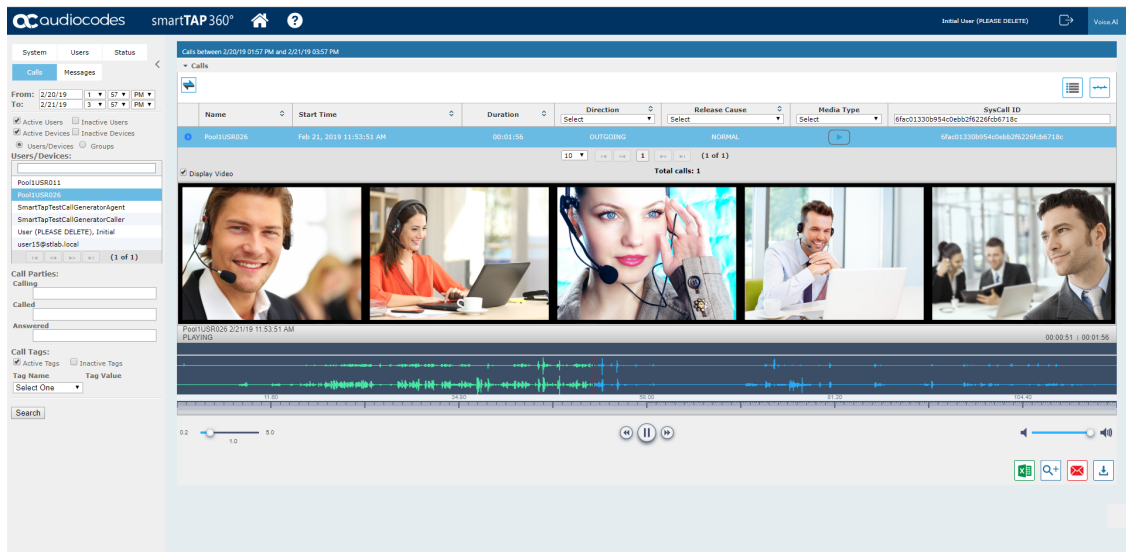 audiocodes smartTAP 360° ? Initial User (PLEASE DELETE) Voice.AI
System Users Status
Calls Messages
From: 2/20/19 1 57 PM
To: 2/21/19 3 57 PM
Active Users Inactive Users
Active Devices Inactive Devices
Users/Devices Groups
Users/Devices:
Pool1USR011
Pool1USR026
SmartTapTestCallGeneratorAgent
SmartTapTestCallGeneratorCaller
User (PLEASE DELETE), Initial
user15@stlab.local
(1 of 1)
Call Parties:
Calling
Called
Answered
Call Tags:
Active Tags Inactive Tags
Tag Name Tag Value
Select One
Search
Calls between 2/20/19 01:57 PM and 2/21/19 03:57 PM
Calls
Name Start Time Duration Direction Release Cause Media Type SysCall ID
Select Select Select 6fac01330b954c0ebb2f6226fcb6718c
Pool1USR026 Feb 21, 2019 11:53:51 AM 00:01:56 OUTGOING NORMAL 6fac01330b954c0ebb2f6226fcb6718c
10 1 (1 of 1)
Display Video Total calls: 1
Pool1USR026 2/21/19 11:53:51 AM
PLAYING 00:00:51 | 00:01:56
11.60 34.80 58.00 81.20 104.40
0.2 5.0
1.0